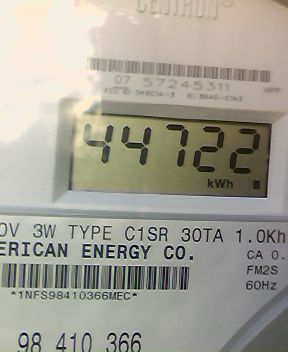 CENTRON®
07 57245311
44722
kWh
0V 3W TYPE C1SR 30TA 1.0Kh
ERICAN ENERGY CO. CA 0.
FM2S
*1NFS98410366MEC* 60Hz
98 410 366